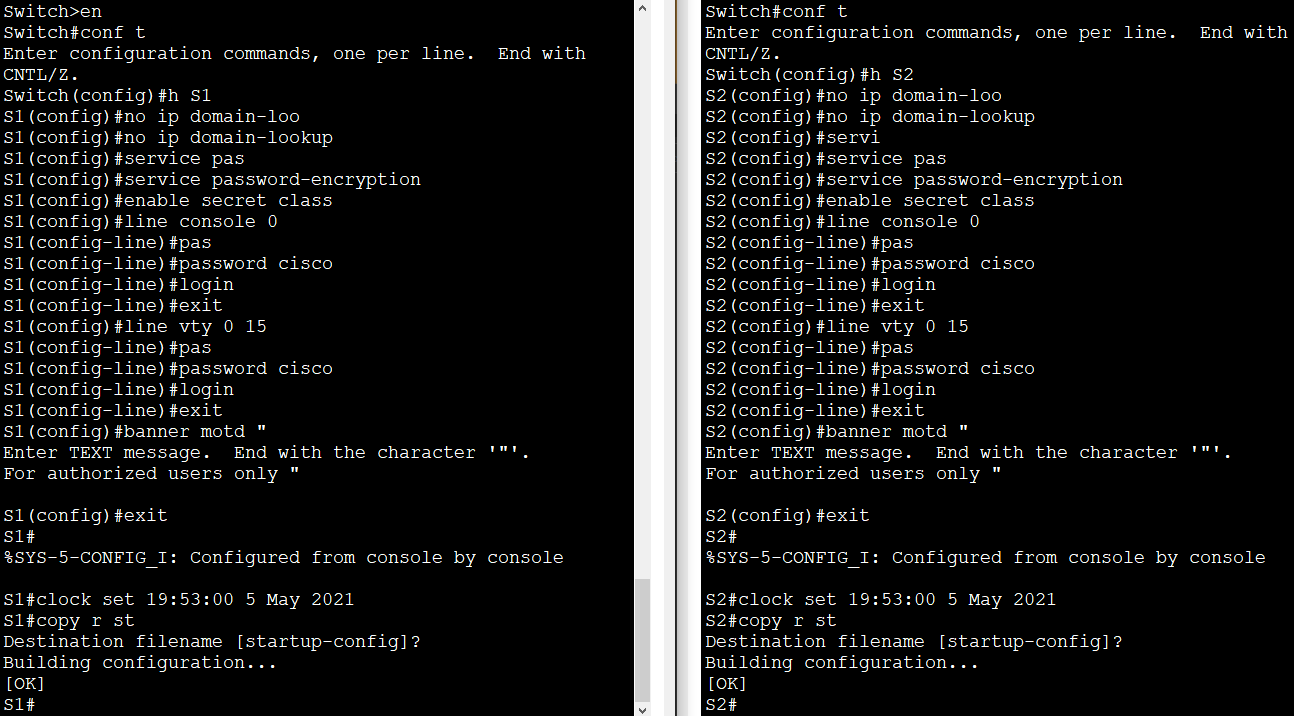 Switch>en
Switch#conf t
Enter configuration commands, one per line.  End with
CNTL/Z.
Switch(config)#h S1
S1(config)#no ip domain-loo
S1(config)#no ip domain-lookup
S1(config)#service pas
S1(config)#service password-encryption
S1(config)#enable secret class
S1(config)#line console 0
S1(config-line)#pas
S1(config-line)#password cisco
S1(config-line)#login
S1(config-line)#exit
S1(config)#line vty 0 15
S1(config-line)#pas
S1(config-line)#password cisco
S1(config-line)#login
S1(config-line)#exit
S1(config)#banner motd "
Enter TEXT message.  End with the character '"'.
For authorized users only "
S1(config)#exit
S1#
%SYS-5-CONFIG_I: Configured from console by console
S1#clock set 19:53:00 5 May 2021
S1#copy r st
Destination filename [startup-config]?
Building configuration...
[OK]
S1#
Switch#conf t
Enter configuration commands, one per line.  End with
CNTL/Z.
Switch(config)#h S2
S2(config)#no ip domain-loo
S2(config)#no ip domain-lookup
S2(config)#servi
S2(config)#service pas
S2(config)#service password-encryption
S2(config)#enable secret class
S2(config)#line console 0
S2(config-line)#pas
S2(config-line)#password cisco
S2(config-line)#login
S2(config-line)#exit
S2(config)#line vty 0 15
S2(config-line)#pas
S2(config-line)#password cisco
S2(config-line)#login
S2(config-line)#exit
S2(config)#banner motd "
Enter TEXT message.  End with the character '"'.
For authorized users only "
S2(config)#exit
S2#
%SYS-5-CONFIG_I: Configured from console by console
S2#clock set 19:53:00 5 May 2021
S2#copy r st
Destination filename [startup-config]?
Building configuration...
[OK]
S2#